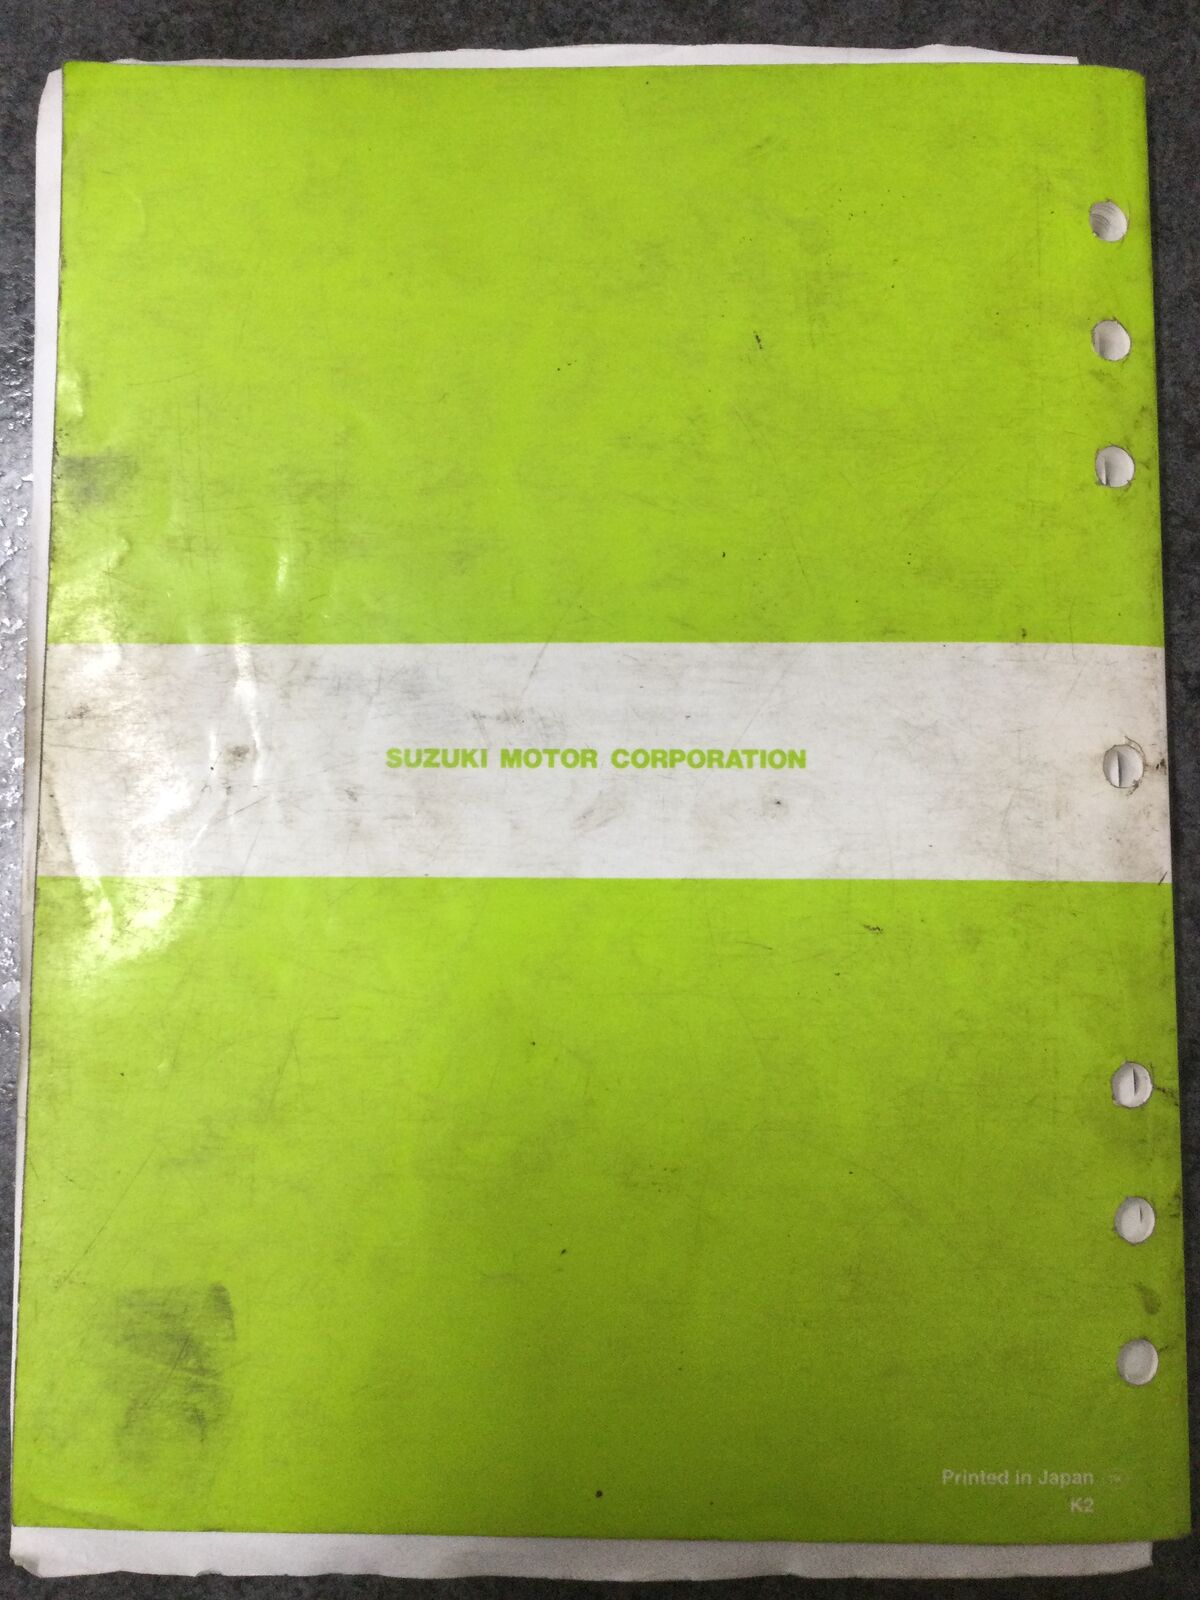 SUZUKI MOTOR CORPORATION
Printed in Japan
K2